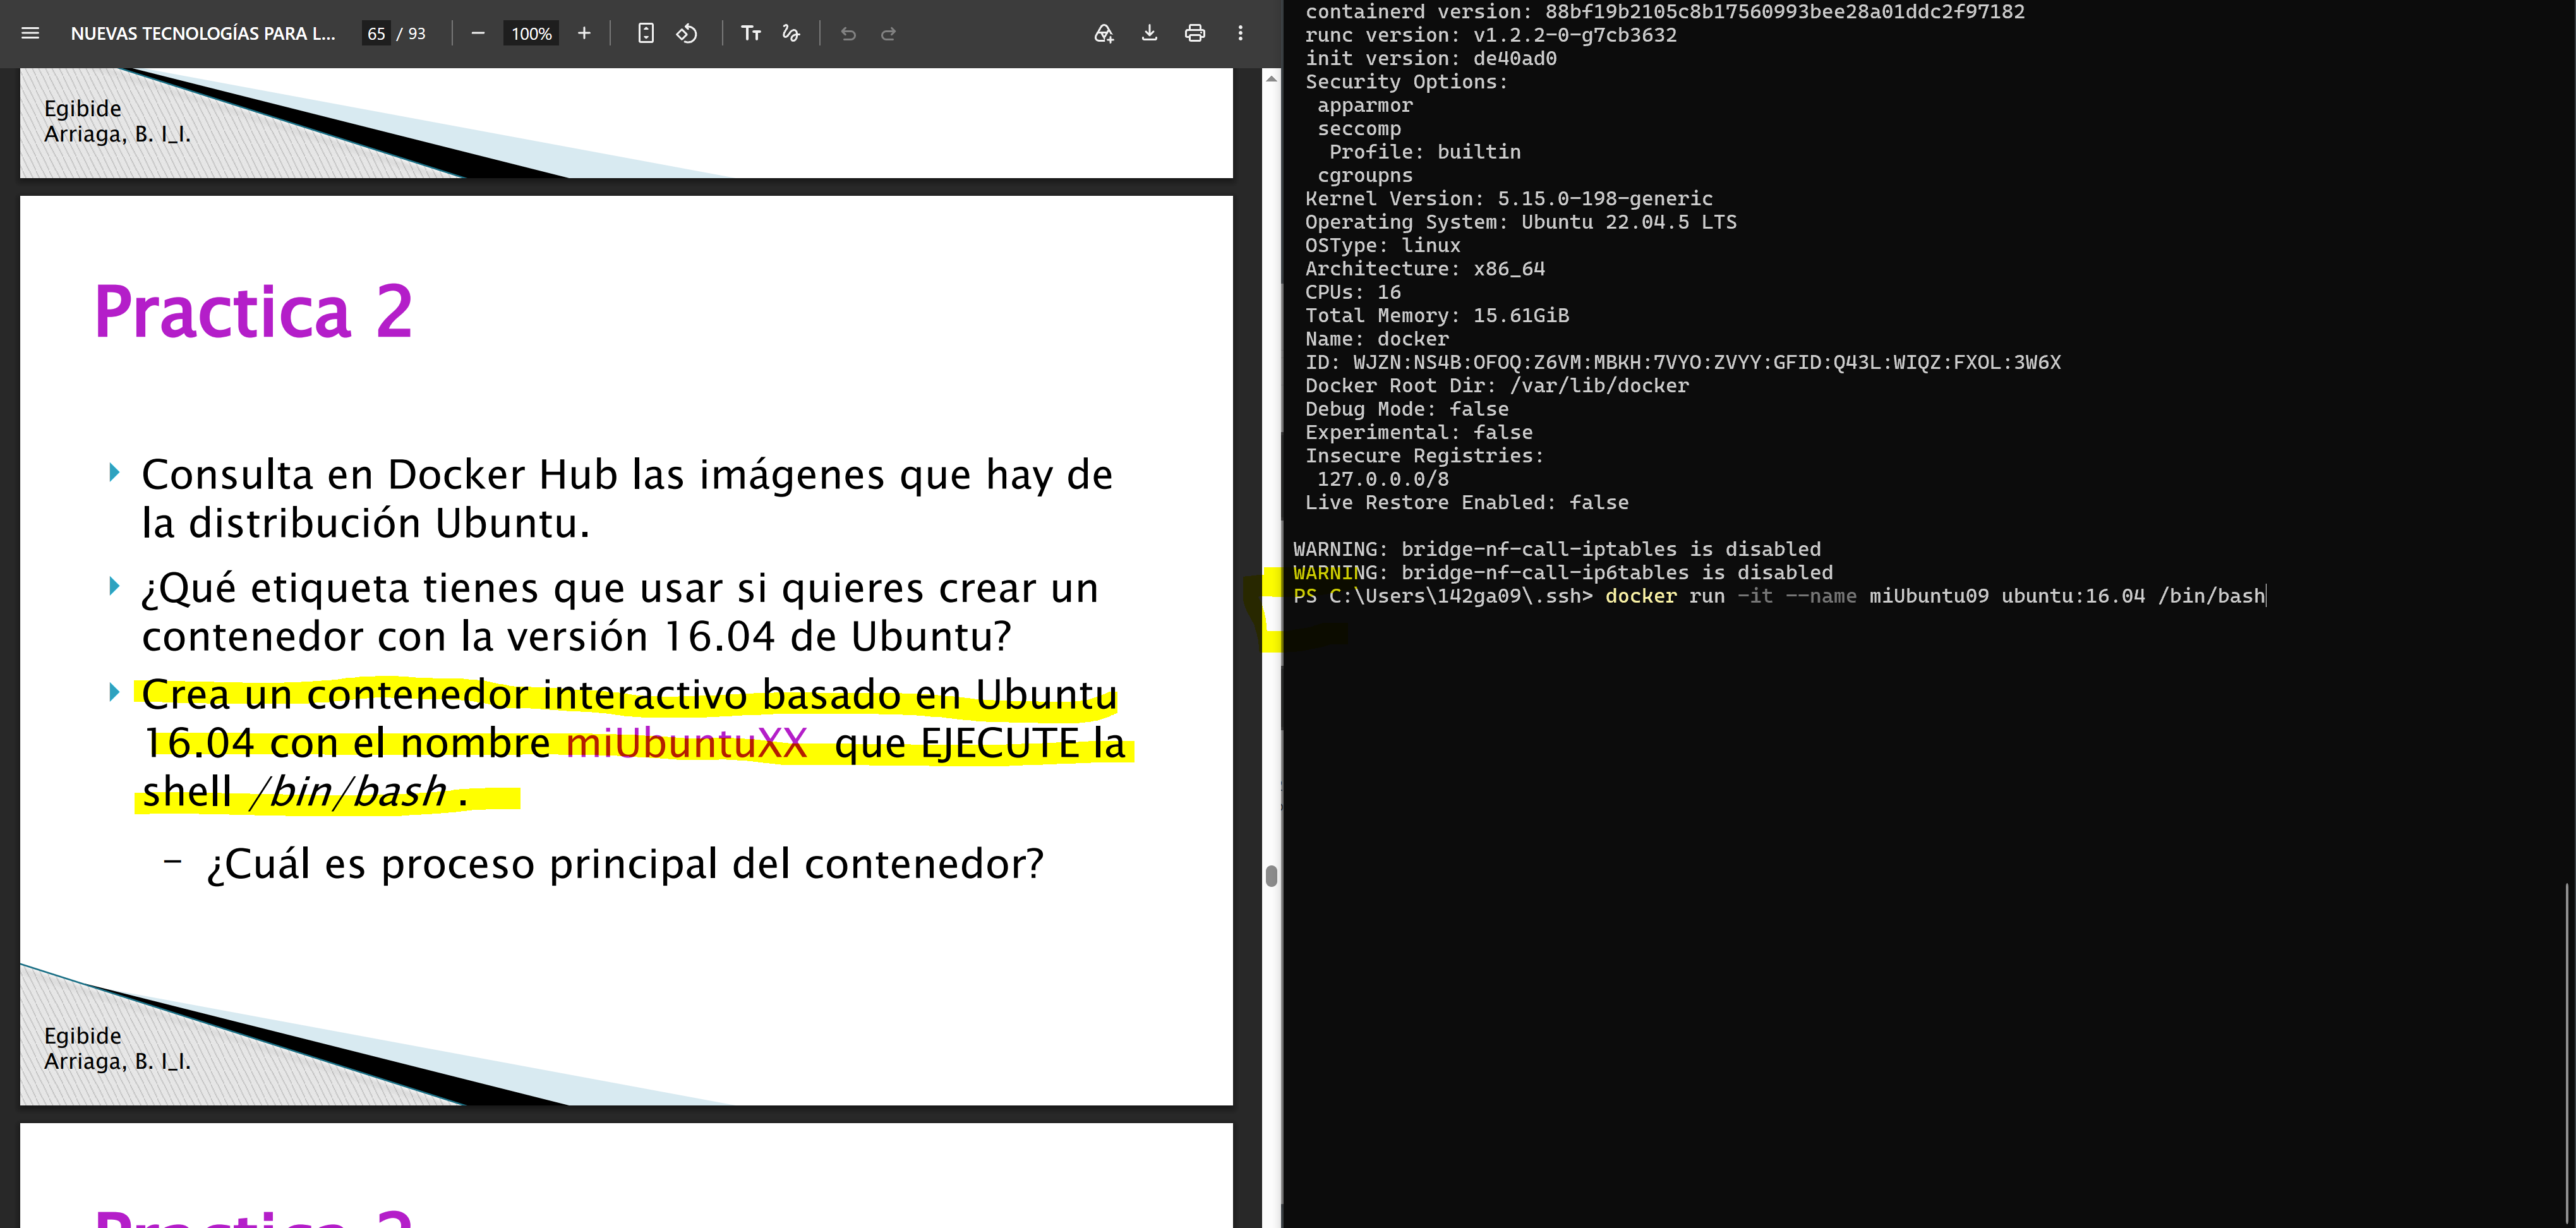 NUEVAS TECNOLOGÍAS PARA L...
65 / 93
100%
Egibide
Arriaga, B. I_I.
Practica 2
Consulta en Docker Hub las imágenes que hay de
la distribución Ubuntu.
¿Qué etiqueta tienes que usar si quieres crear un
contenedor con la versión 16.04 de Ubuntu?
Crea un contenedor interactivo basado en Ubuntu
16.04 con el nombre miUbuntuXX que EJECUTE la
shell /bin/bash .
– ¿Cuál es proceso principal del contenedor?
Egibide
Arriaga, B. I_I.
Practica 2
containerd version: 88bf19b2105c8b17560993bee28a01ddc2f97182
runc version: v1.2.2-0-g7cb3632
init version: de40ad0
Security Options:
apparmor
seccomp
Profile: builtin
cgroupns
Kernel Version: 5.15.0-198-generic
Operating System: Ubuntu 22.04.5 LTS
OSType: linux
Architecture: x86_64
CPUs: 16
Total Memory: 15.61GiB
Name: docker
ID: WJZN:NS4B:OFOQ:Z6VM:MBKH:7VYO:ZVYY:GFID:Q43L:WIQZ:FXOL:3W6X
Docker Root Dir: /var/lib/docker
Debug Mode: false
Experimental: false
Insecure Registries:
127.0.0.0/8
Live Restore Enabled: false
WARNING: bridge-nf-call-iptables is disabled
WARNING: bridge-nf-call-ip6tables is disabled
PS C:\Users\142ga09\.ssh> docker run -it --name miUbuntu09 ubuntu:16.04 /bin/bash